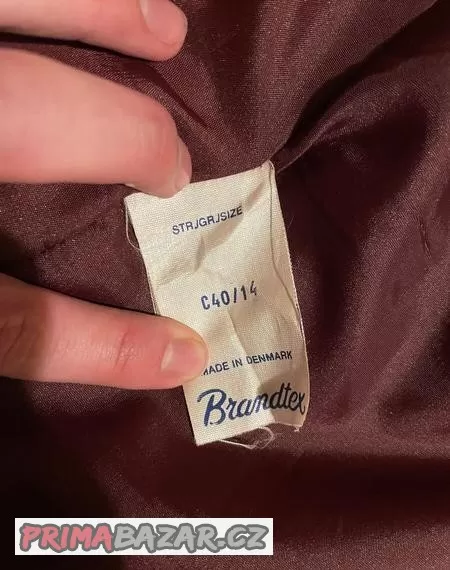 STR/GR/SIZE
C40/14
MADE IN DENMARK
Brandtex
PRIMABAZAR.CZ